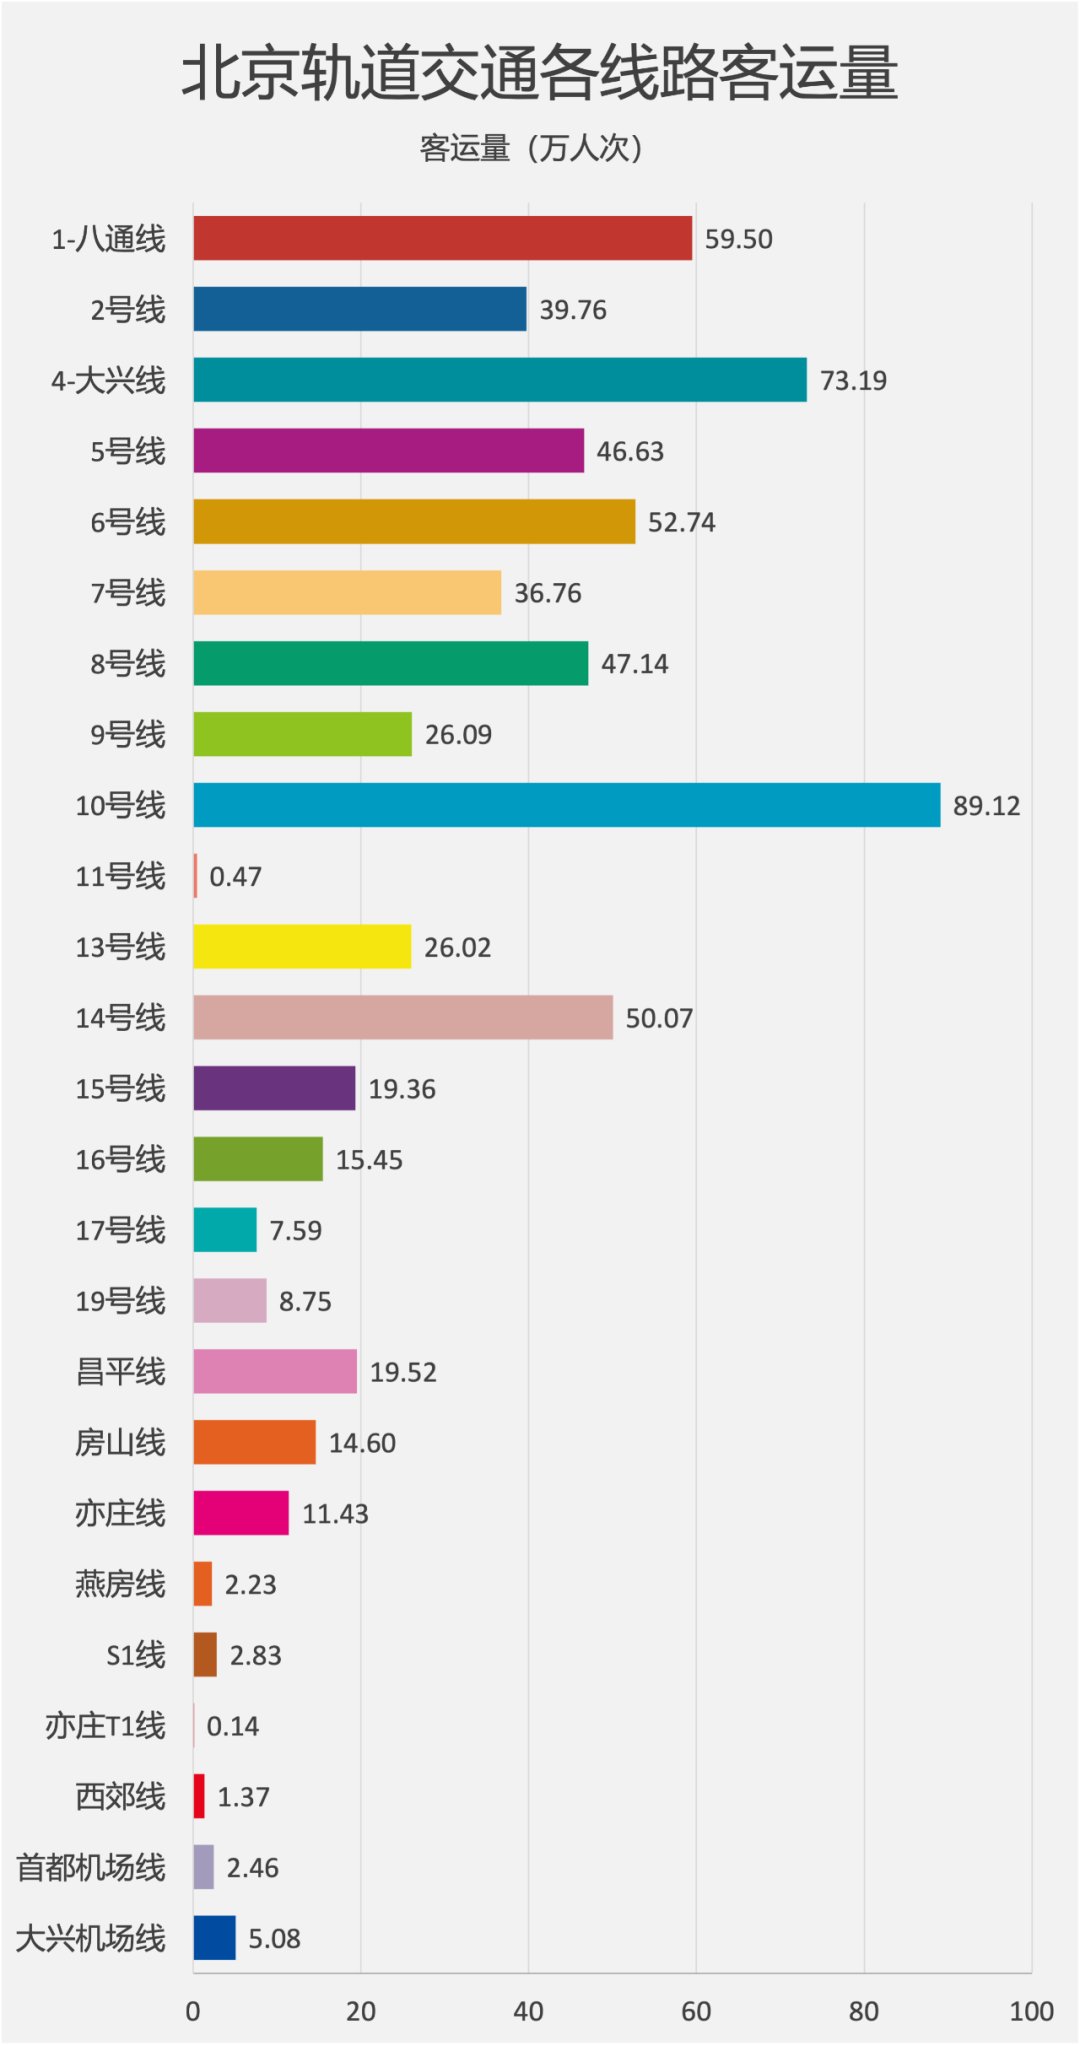 北京轨道交通各线路客运量
客运量（万人次）
1-八通线 59.50
2号线 39.76
4-大兴线 73.19
5号线 46.63
6号线 52.74
7号线 36.76
8号线 47.14
9号线 26.09
10号线 89.12
11号线 0.47
13号线 26.02
14号线 50.07
15号线 19.36
16号线 15.45
17号线 7.59
19号线 8.75
昌平线 19.52
房山线 14.60
亦庄线 11.43
燕房线 2.23
S1线 2.83
亦庄T1线 0.14
西郊线 1.37
首都机场线 2.46
大兴机场线 5.08
0 20 40 60 80 100